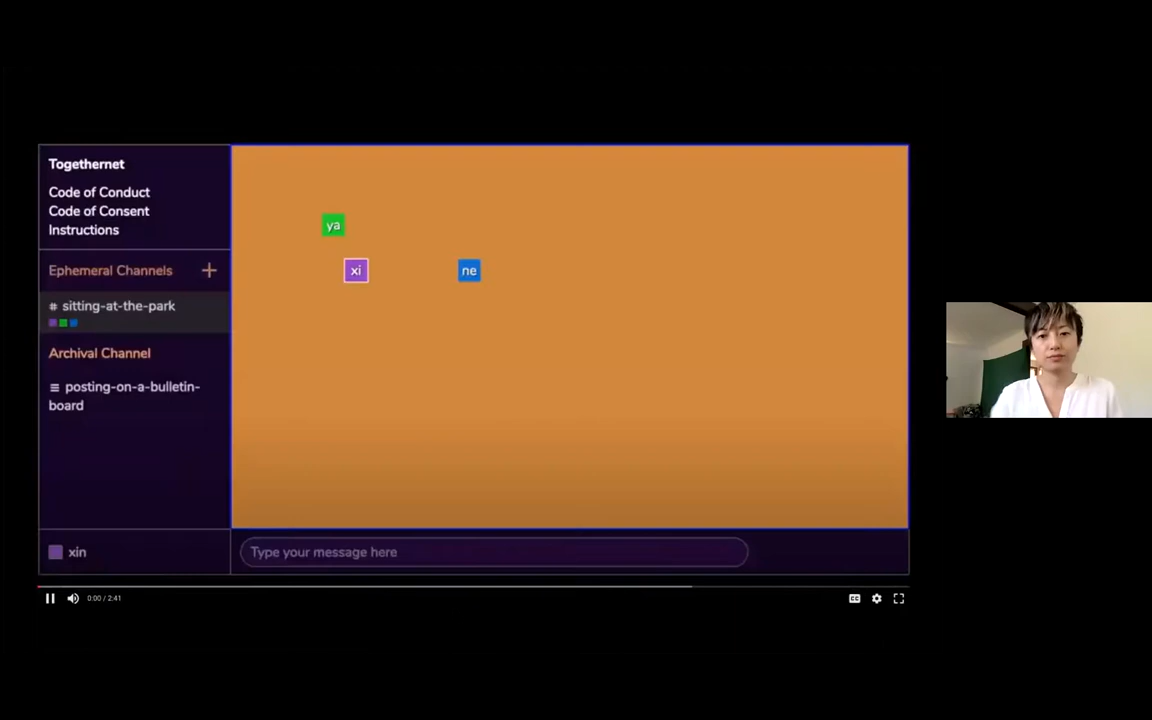 Togethernet
Code of Conduct
Code of Consent
Instructions
Ephemeral Channels +
# sitting-at-the-park
Archival Channel
posting-on-a-bulletin-
board
xin
ya
xi
ne
Type your message here
0:00 / 2:41
CC